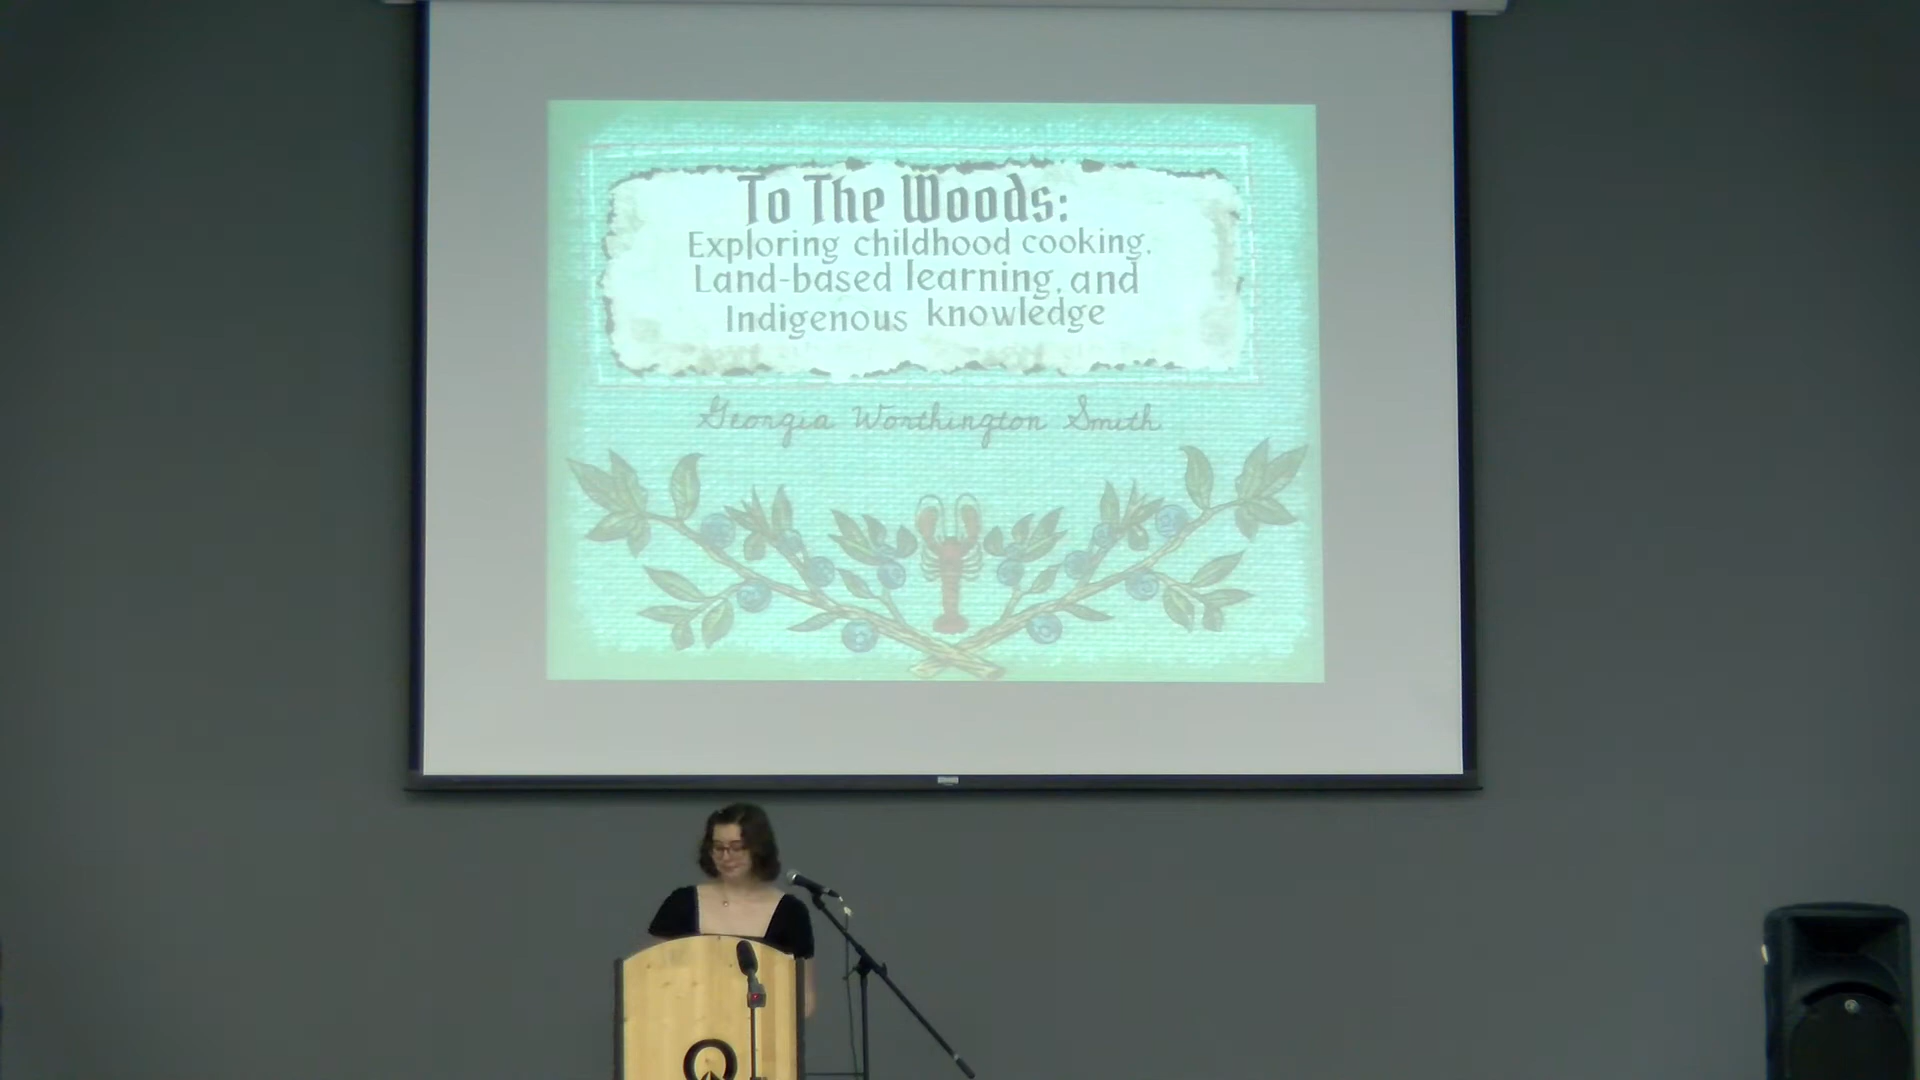 To The Woods:
Exploring childhood cooking,
Land-based learning, and
Indigenous knowledge
Georgia Worthington Smith